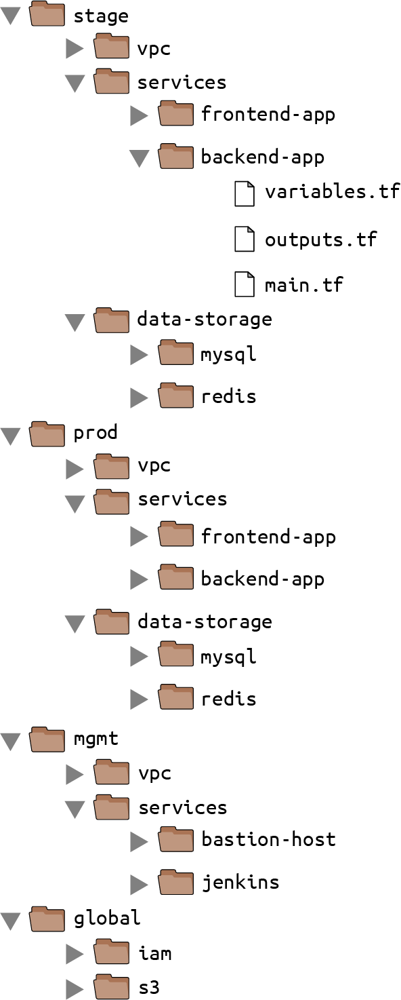 stage
vpc
services
frontend-app
backend-app
variables.tf
outputs.tf
main.tf
data-storage
mysql
redis
prod
vpc
services
frontend-app
backend-app
data-storage
mysql
redis
mgmt
vpc
services
bastion-host
jenkins
global
iam
s3